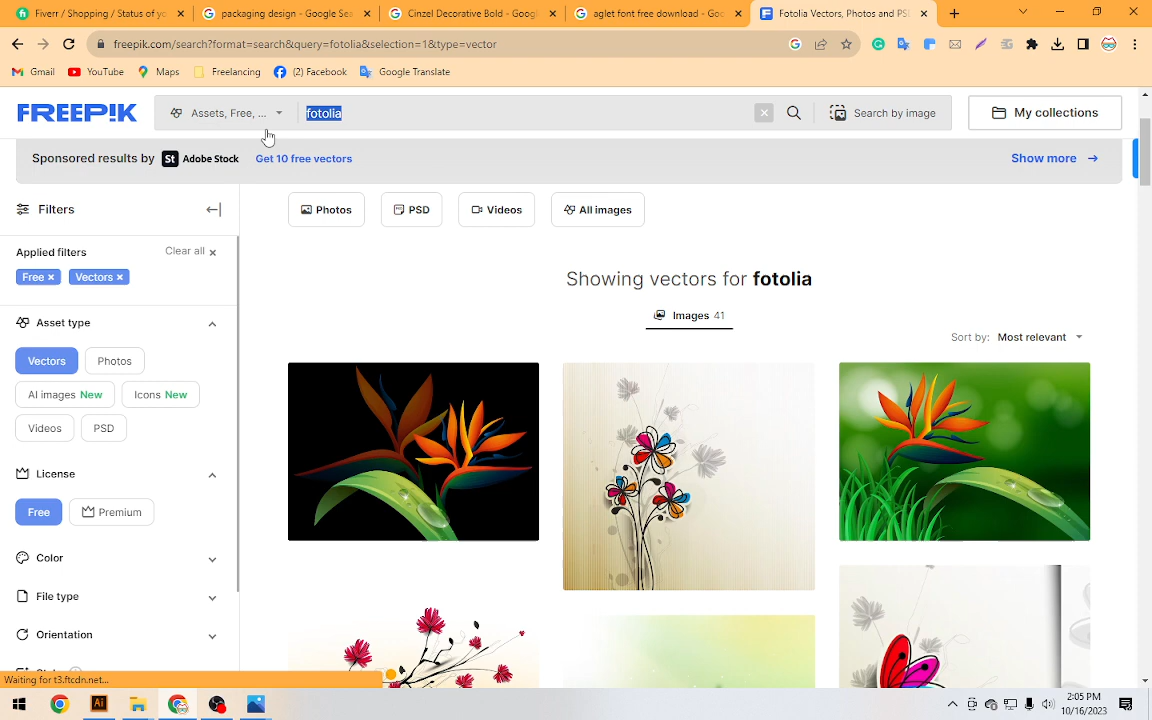 Fiverr / Shopping / Status of yo
packaging design - Google Sea
Cinzel Decorative Bold - Googl
aglet font free download - Goo
Fotolia Vectors, Photos and PS
freepik.com/search?format=search&query=fotolia&selection=1&type=vector
Gmail YouTube Maps Freelancing (2) Facebook Google Translate
FREEPIK Assets, Free, ... fotolia Search by image My collections
Sponsored results by St Adobe Stock Get 10 free vectors Show more →
Filters
Photos PSD Videos All images
Applied filters Clear all ×
Free × Vectors ×
Showing vectors for fotolia
Images 41
Sort by: Most relevant
Asset type
Vectors Photos
AI images New Icons New
Videos PSD
License
Free Premium
Color
File type
Orientation
Waiting for t3.ftcdn.net...
Ai
2:05 PM
10/16/2023